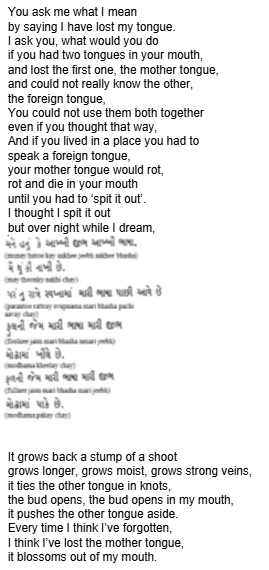 You ask me what I mean
by saying I have lost my tongue.
I ask you, what would you do
if you had two tongues in your mouth,
and lost the first one, the mother tongue,
and could not really know the other,
the foreign tongue,
You could not use them both together
even if you thought that way,
And if you lived in a place you had to
speak a foreign tongue,
your mother tongue would rot,
rot and die in your mouth
until you had to ‘spit it out’.
I thought I spit it out
but over night while I dream,
મને હતું કે આખ્ખી જીભ આખ્ખી ભાષા,
(munay hutoo kay aakhee jeebh aakhee bhasha)
મેં થૂંકી નાખી છે.
(may thoonky nakhi chay)
પરંતુ રાત્રે સ્વપ્નામાં મારી ભાષા પાછી આવે છે
(parantoo rattray svupnama mari bhasha pachi
aavay chay)
ફુલની જેમ મારી ભાષા મારી જીભ
(foolnee jaim mari bhasha nmari jeebh)
મોઢામાં ખીલે છે.
(modhama kheelay chay)
ફુલની જેમ મારી ભાષા મારી જીભ
(fullnee jaim mari bhasha mari jeebh)
મોઢામાં પાકે છે.
(modhama pakay chay)
It grows back a stump of a shoot
grows longer, grows moist, grows strong veins,
it ties the other tongue in knots,
the bud opens, the bud opens in my mouth,
it pushes the other tongue aside.
Every time I think I’ve forgotten,
I think I’ve lost the mother tongue,
it blossoms out of my mouth.